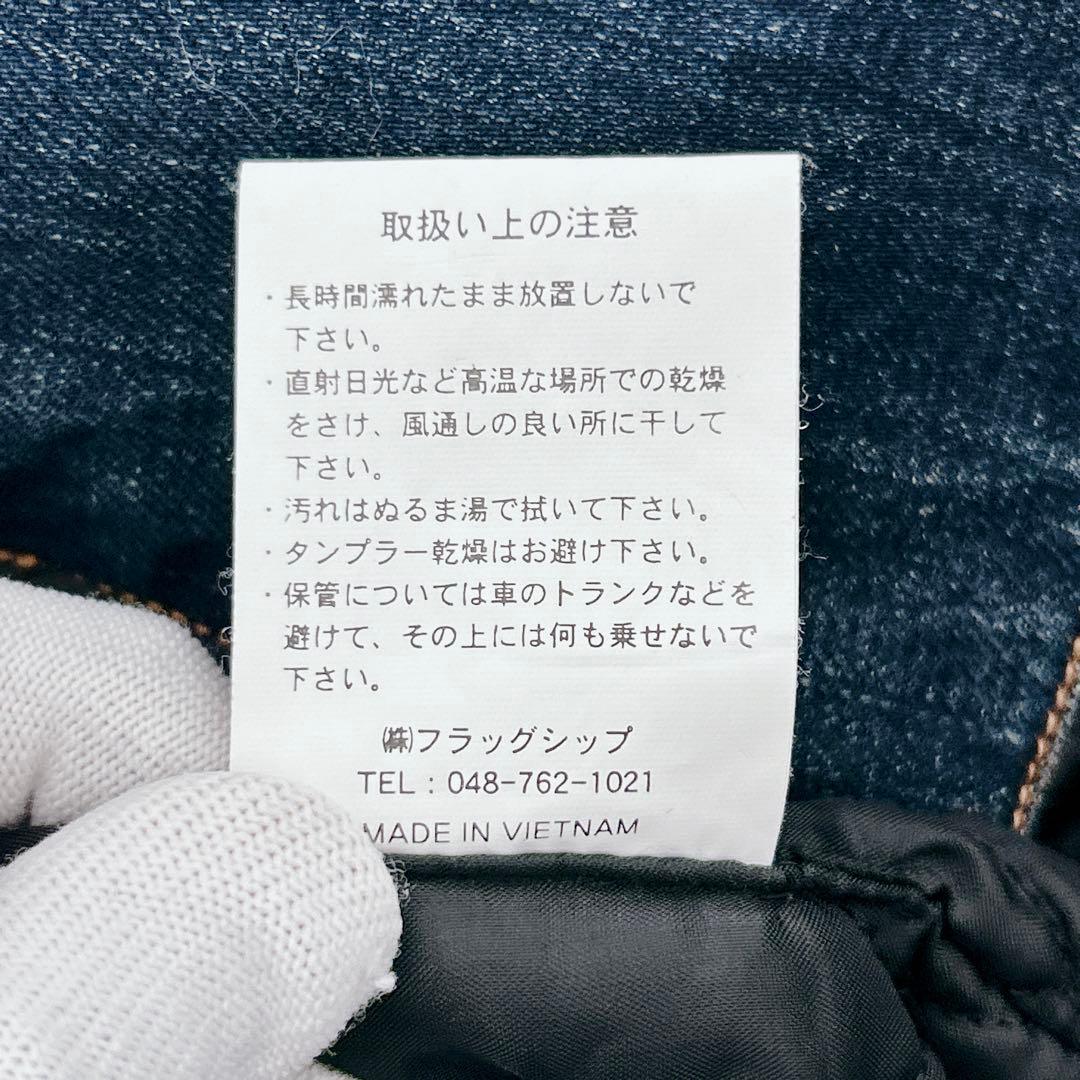 取扱い上の注意
・長時間濡れたまま放置しないで
下さい。
・直射日光など高温な場所での乾燥
をさけ、風通しの良い所に干して
下さい。
・汚れはぬるま湯で拭いて下さい。
・タンプラー乾燥はお避け下さい。
・保管については車のトランクなどを
避けて、その上には何も乗せないで
下さい。
㈱フラッグシップ
TEL : 048-762-1021
MADE IN VIETNAM